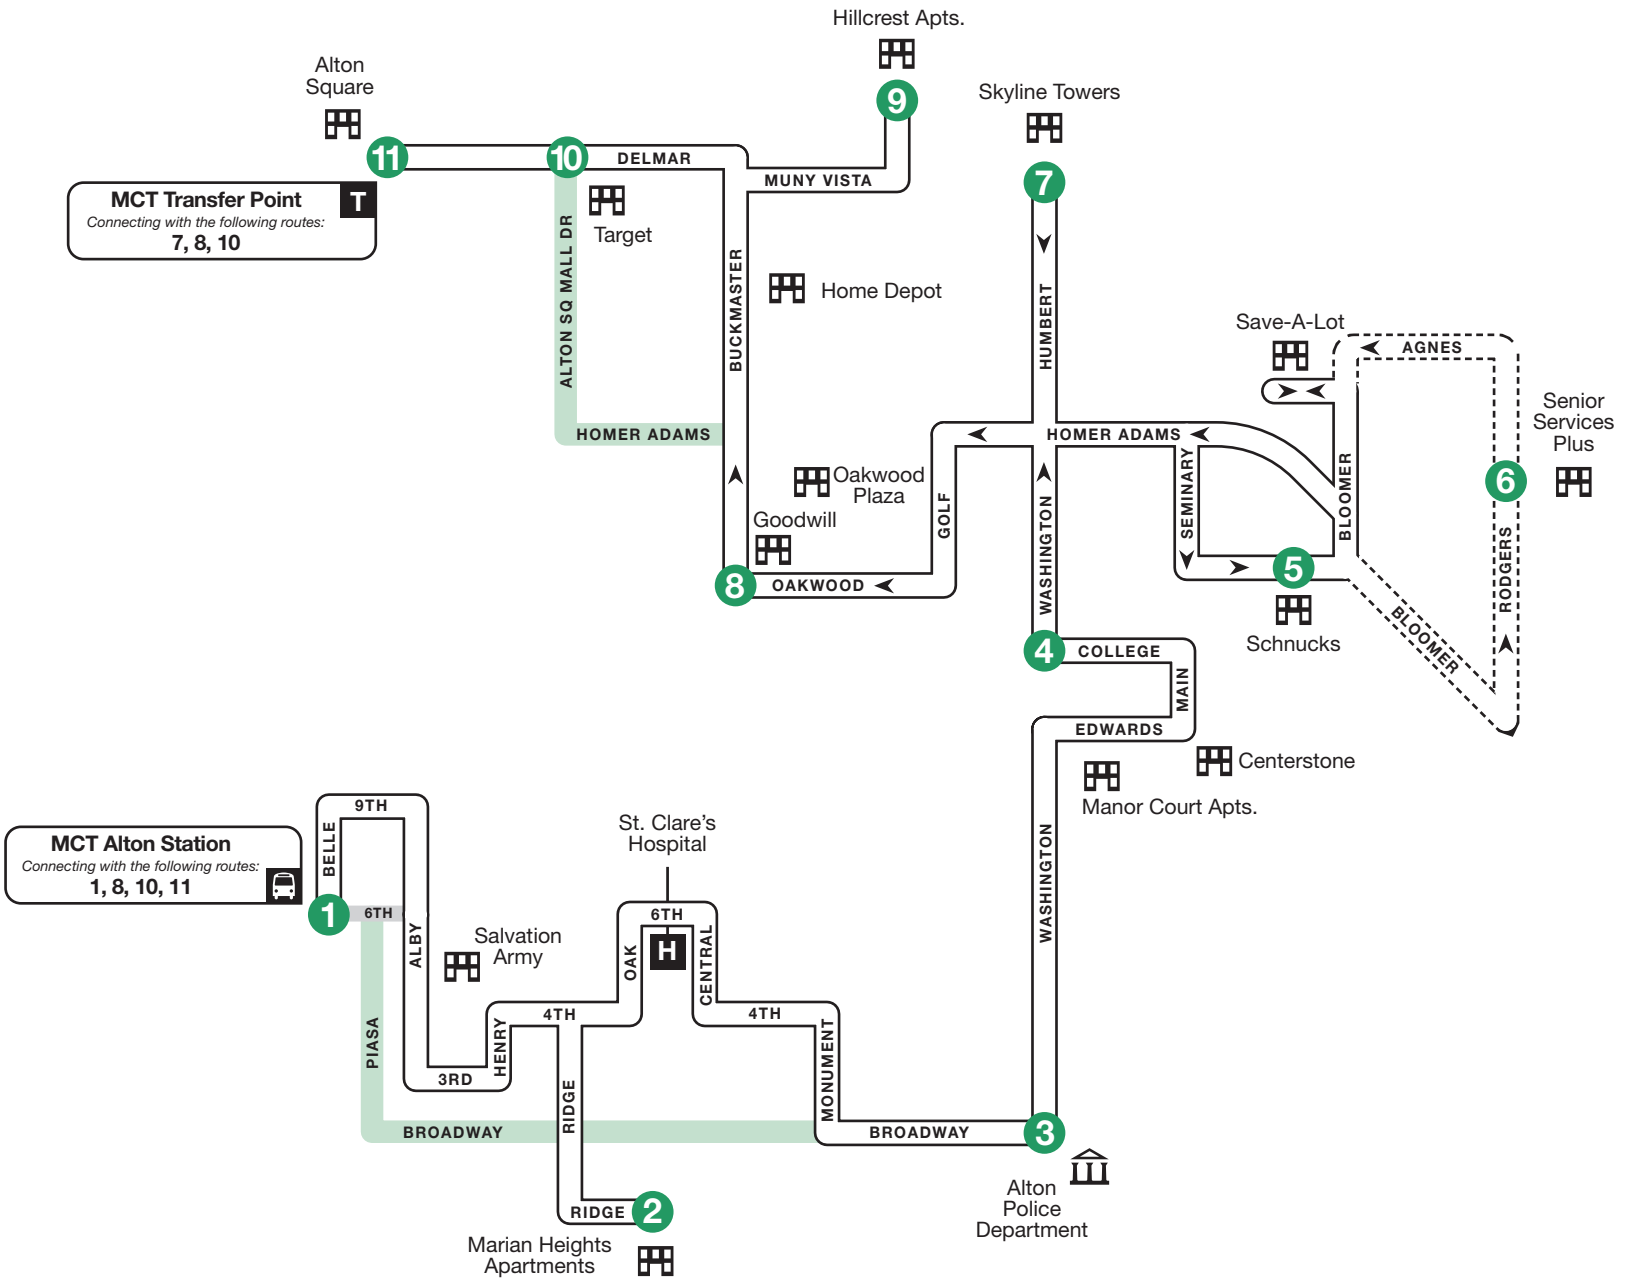 Hillcrest Apts.
9
Alton
Square
Skyline Towers
11
10
DELMAR
MUNY VISTA
7
MCT Transfer Point
T
Connecting with the following routes:
7, 8, 10
Target
ALTON SQ MALL DR
BUCKMASTER
Home Depot
HUMBERT
Save-A-Lot
AGNES
Senior
Services
Plus
6
HOMER ADAMS
HOMER ADAMS
Oakwood
Plaza
Goodwill
GOLF
WASHINGTON
SEMINARY
BLOOMER
RODGERS
8
OAKWOOD
5
Schnucks
BLOOMER
4
COLLEGE
MAIN
EDWARDS
Centerstone
Manor Court Apts.
9TH
BELLE
MCT Alton Station
Connecting with the following routes:
1, 8, 10, 11
1
6TH
ALBY
Salvation
Army
St. Clare's
Hospital
6TH
H
OAK
CENTRAL
WASHINGTON
4TH
4TH
PIASA
HENRY
3RD
RIDGE
MONUMENT
BROADWAY
BROADWAY
3
Alton
Police
Department
RIDGE
2
Marian Heights
Apartments